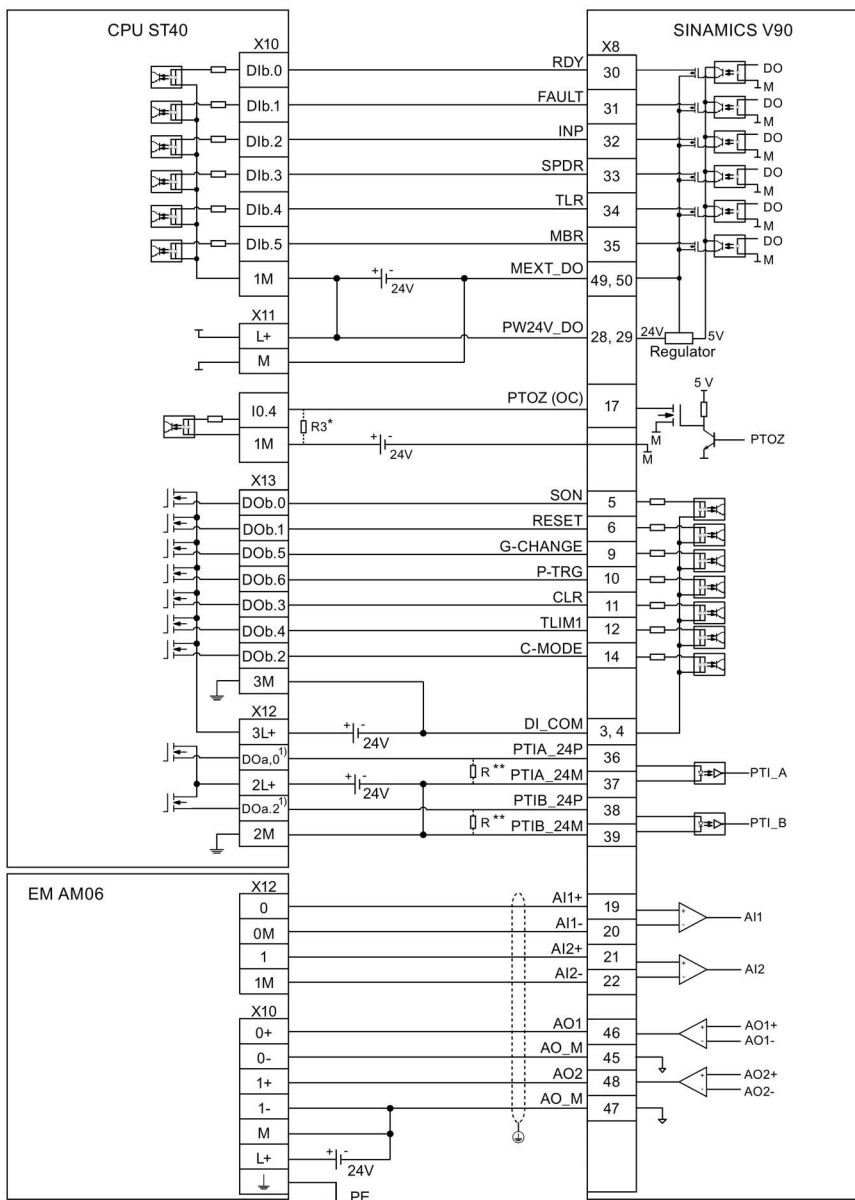 CPU ST40
SINAMICS V90
X10
X8
DIb.0
RDY
30
DO
M
DIb.1
FAULT
31
DO
M
DIb.2
INP
32
DO
M
DIb.3
SPDR
33
DO
M
DIb.4
TLR
34
DO
M
DIb.5
MBR
35
DO
M
1M
+ -
24V
MEXT_DO
49, 50
X11
L+
PW24V_DO
28, 29
24V
5V
Regulator
M
I0.4
PTOZ (OC)
17
5 V
R3*
M
PTOZ
1M
+ -
24V
M
X13
DOb.0
SON
5
DOb.1
RESET
6
DOb.5
G-CHANGE
9
DOb.6
P-TRG
10
DOb.3
CLR
11
DOb.4
TLIM1
12
DOb.2
C-MODE
14
3M
X12
3L+
+ -
24V
DI_COM
3, 4
DOa,0 1)
PTIA_24P
36
2L+
+ -
24V
R **
PTIA_24M
37
PTI_A
DOa.2 1)
PTIB_24P
38
2M
R **
PTIB_24M
39
PTI_B
EM AM06
X12
0
AI1+
19
+
-
AI1
0M
AI1-
20
1
AI2+
21
+
-
AI2
1M
AI2-
22
X10
0+
AO1
46
+
-
AO1+
AO1-
0-
AO_M
45
1+
AO2
48
+
-
AO2+
AO2-
1-
AO_M
47
M
L+
+ -
24V
PE